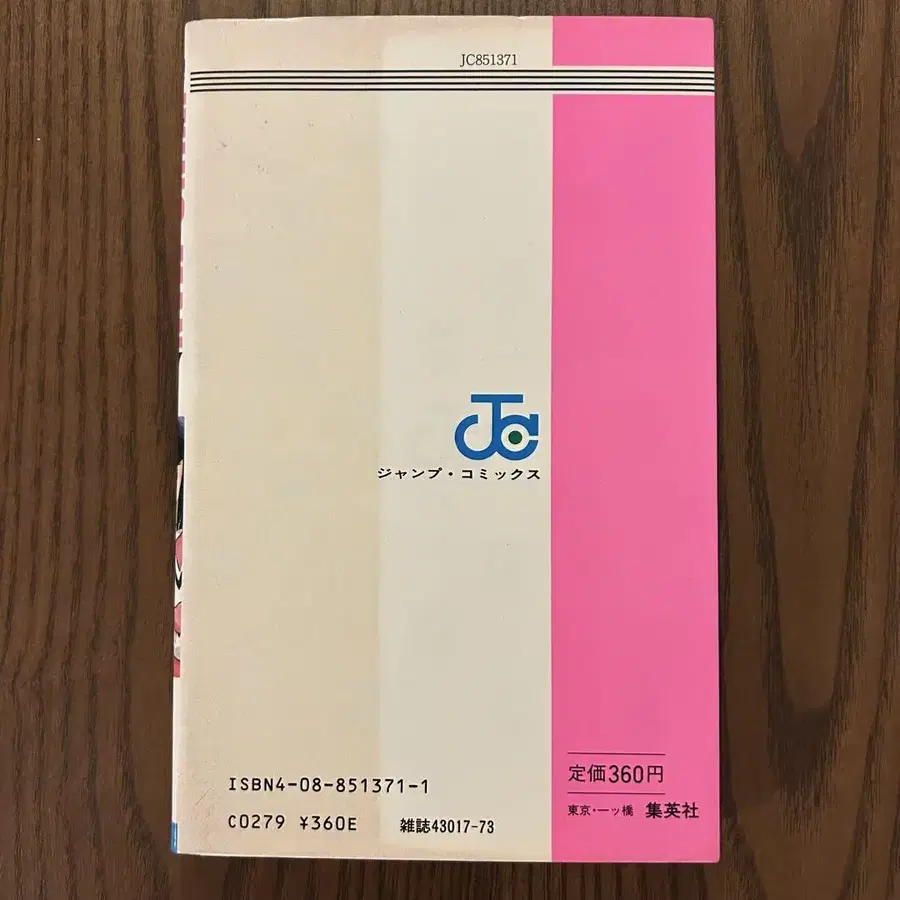 JC851371
JC
ジャンプ・コミックス
ISBN4-08-851371-1
C0279 ¥360E
雑誌43017-73
定価360円
東京・一ッ橋 集英社